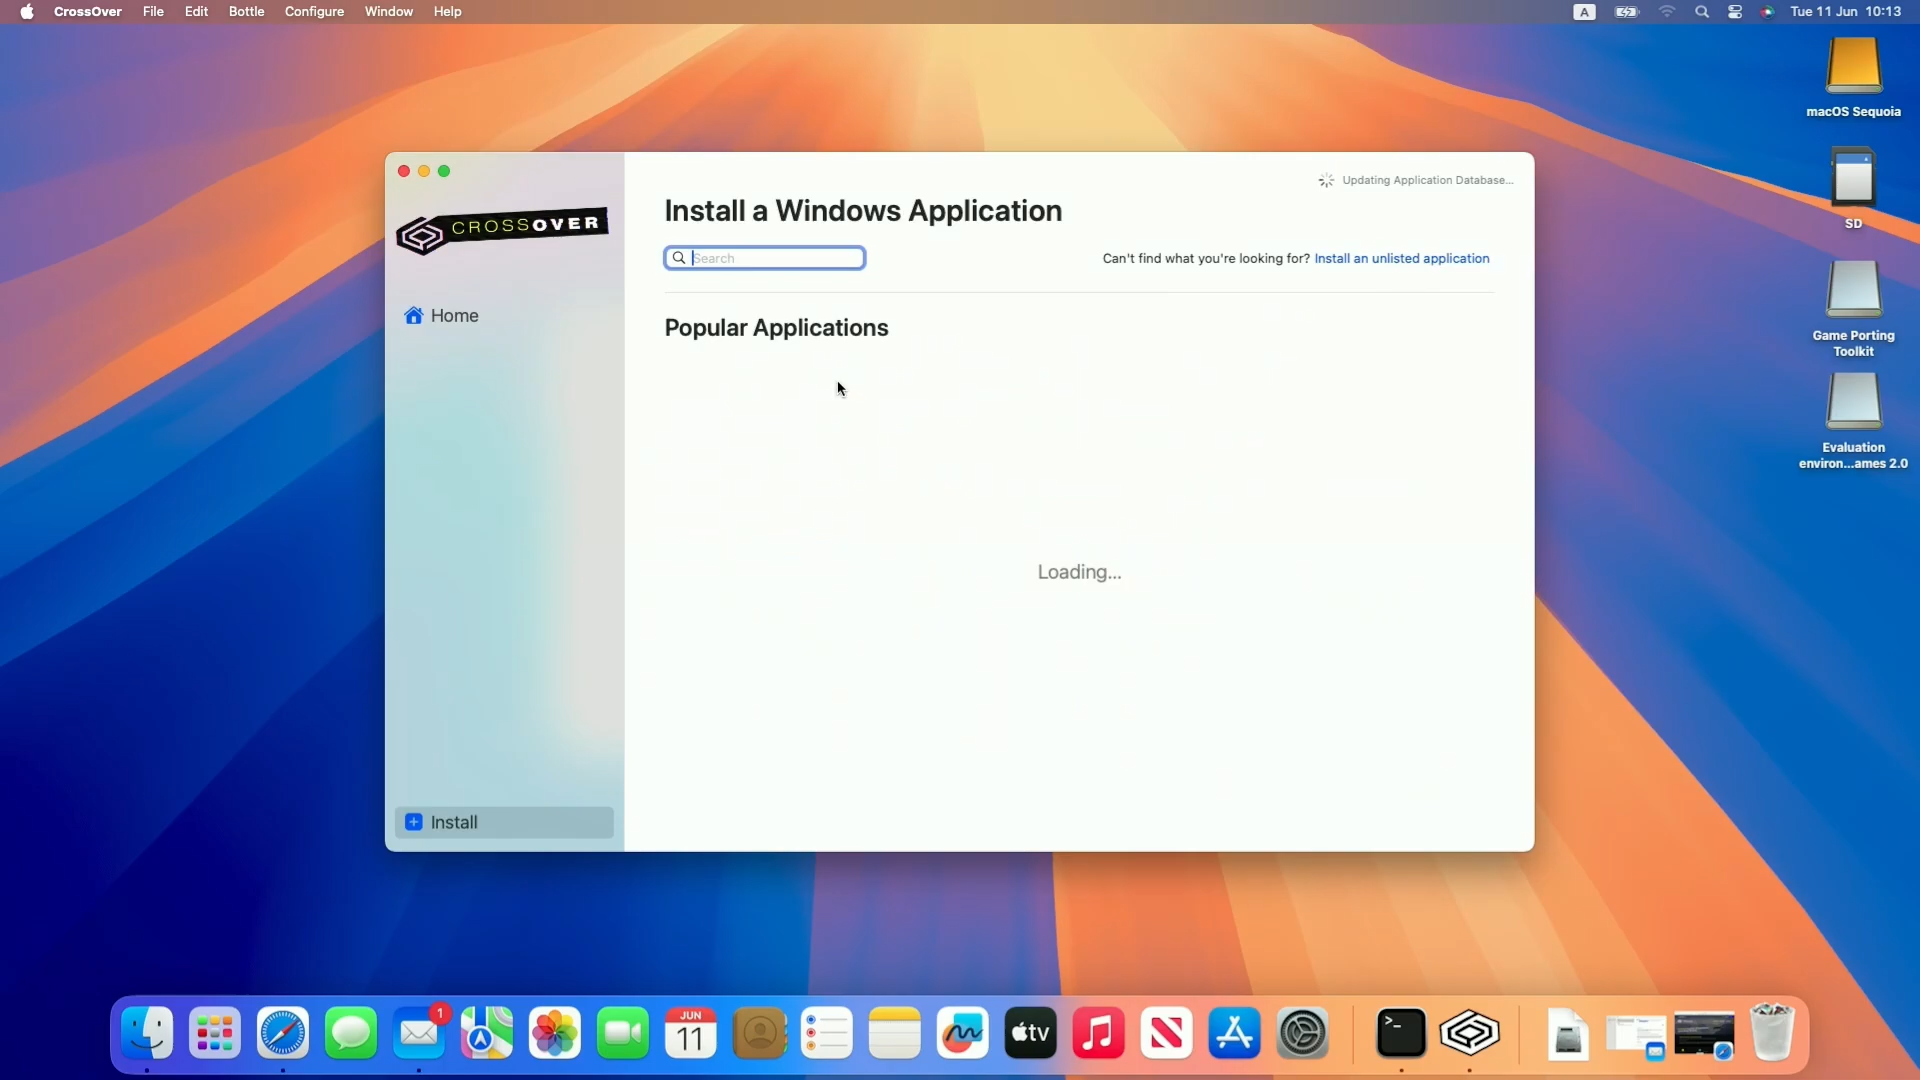 CrossOver File Edit Bottle Configure Window Help
A Tue 11 Jun 10:13
macOS Sequoia
SD
Game Porting
Toolkit
Evaluation
environ...ames 2.0
Updating Application Database...
CROSSOVER
Install a Windows Application
Search
Can't find what you're looking for? Install an unlisted application
Home
Popular Applications
Loading...
Install
1
JUN
11
tv
>_